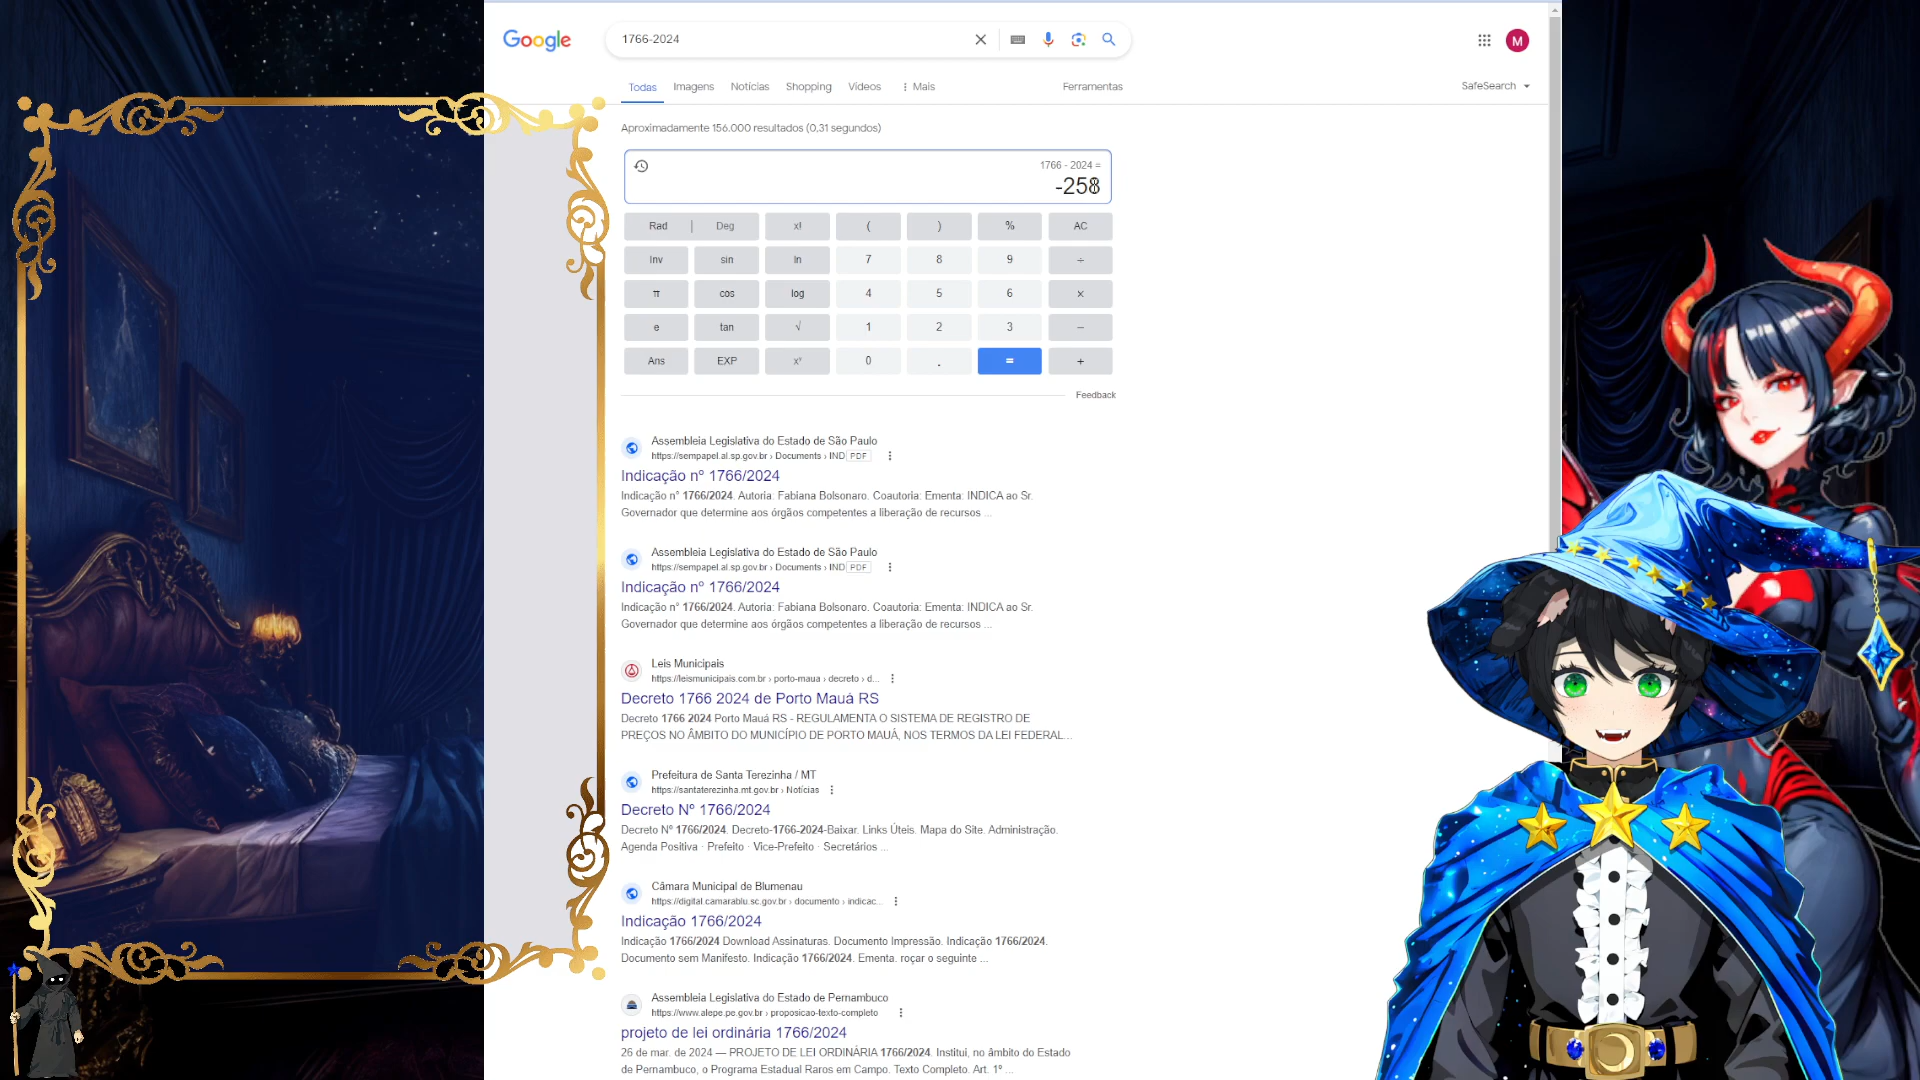 Google
1766-2024
M
Todas
Imagens
Notícias
Shopping
Vídeos
Mais
Ferramentas
SafeSearch
Aproximadamente 156.000 resultados (0,31 segundos)
1766 - 2024 =
-258
Rad | Deg x! ( ) % AC
Inv sin ln 7 8 9 ÷
π cos log 4 5 6 ×
e tan √ 1 2 3 −
Ans EXP xʸ 0 . = +
Feedback
Assembleia Legislativa do Estado de São Paulo
https://sempapel.al.sp.gov.br › Documents › IND PDF
Indicação nº 1766/2024
Indicação n° 1766/2024. Autoria: Fabiana Bolsonaro. Coautoria: Ementa: INDICA ao Sr.
Governador que determine aos órgãos competentes a liberação de recursos ...
Assembleia Legislativa do Estado de São Paulo
https://sempapel.al.sp.gov.br › Documents › IND PDF
Indicação nº 1766/2024
Indicação n° 1766/2024. Autoria: Fabiana Bolsonaro. Coautoria: Ementa: INDICA ao Sr.
Governador que determine aos órgãos competentes a liberação de recursos ...
Leis Municipais
https://leismunicipais.com.br › porto-maua › decreto › d...
Decreto 1766 2024 de Porto Mauá RS
Decreto 1766 2024 Porto Mauá RS - REGULAMENTA O SISTEMA DE REGISTRO DE
PREÇOS NO ÂMBITO DO MUNICÍPIO DE PORTO MAUÁ, NOS TERMOS DA LEI FEDERAL...
Prefeitura de Santa Terezinha / MT
https://santaterezinha.mt.gov.br › Notícias
Decreto Nº 1766/2024
Decreto Nº 1766/2024. Decreto-1766-2024-Baixar. Links Úteis. Mapa do Site. Administração.
Agenda Positiva · Prefeito · Vice-Prefeito · Secretários ...
Câmara Municipal de Blumenau
https://digital.camarablu.sc.gov.br › documento › indicac...
Indicação 1766/2024
Indicação 1766/2024 Download Assinaturas. Documento Impressão. Indicação 1766/2024.
Documento sem Manifesto. Indicação 1766/2024. Ementa. roçar o seguinte ...
Assembleia Legislativa do Estado de Pernambuco
https://www.alepe.pe.gov.br › proposicao-texto-completo
projeto de lei ordinária 1766/2024
26 de mar. de 2024 — PROJETO DE LEI ORDINÁRIA 1766/2024. Institui, no âmbito do Estado
de Pernambuco, o Programa Estadual Raros em Campo. Texto Completo. Art. 1º ...